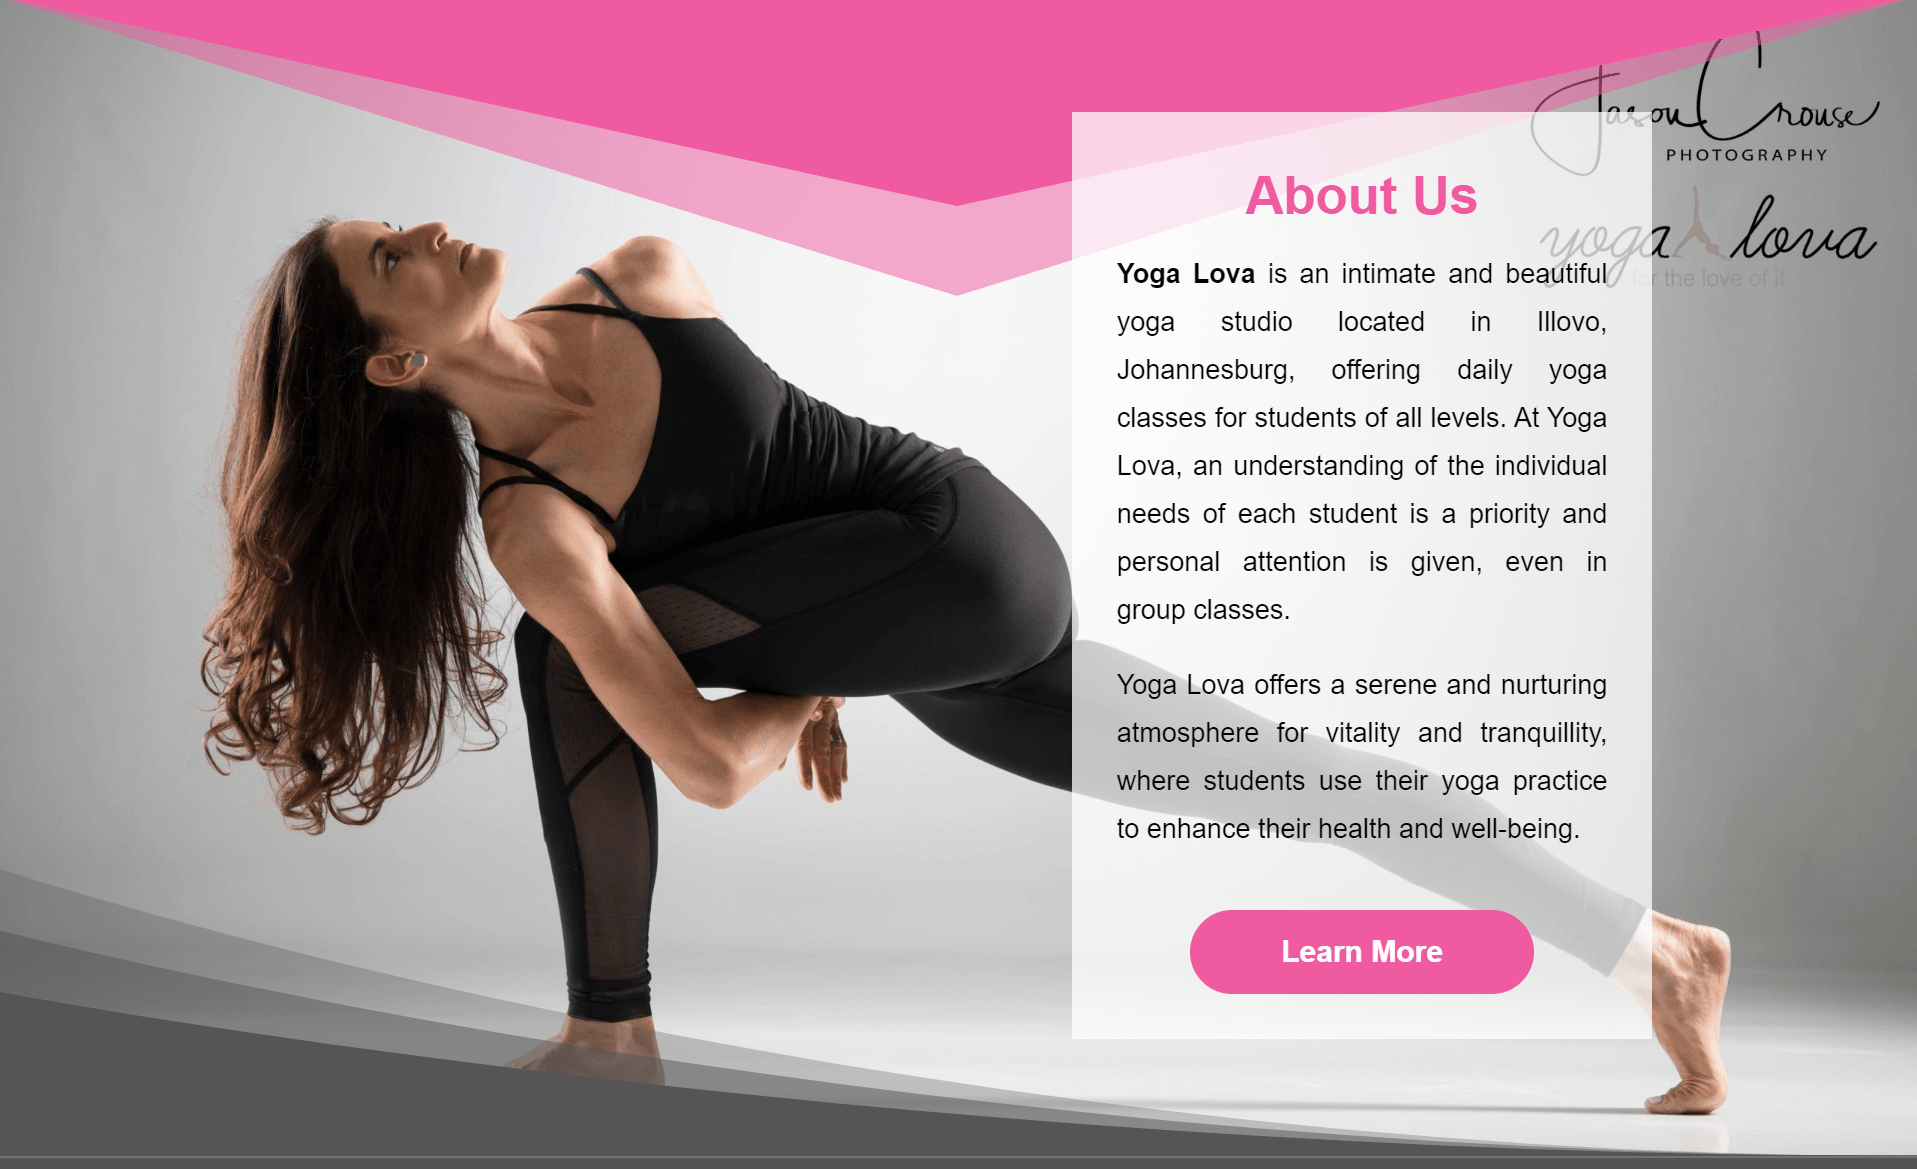 Jason Crouse
PHOTOGRAPHY
yoga lova
for the love of it
About Us
Yoga Lova is an intimate and beautiful
yoga studio located in Illovo,
Johannesburg, offering daily yoga
classes for students of all levels. At Yoga
Lova, an understanding of the individual
needs of each student is a priority and
personal attention is given, even in
group classes.
Yoga Lova offers a serene and nurturing
atmosphere for vitality and tranquillity,
where students use their yoga practice
to enhance their health and well-being.
Learn More